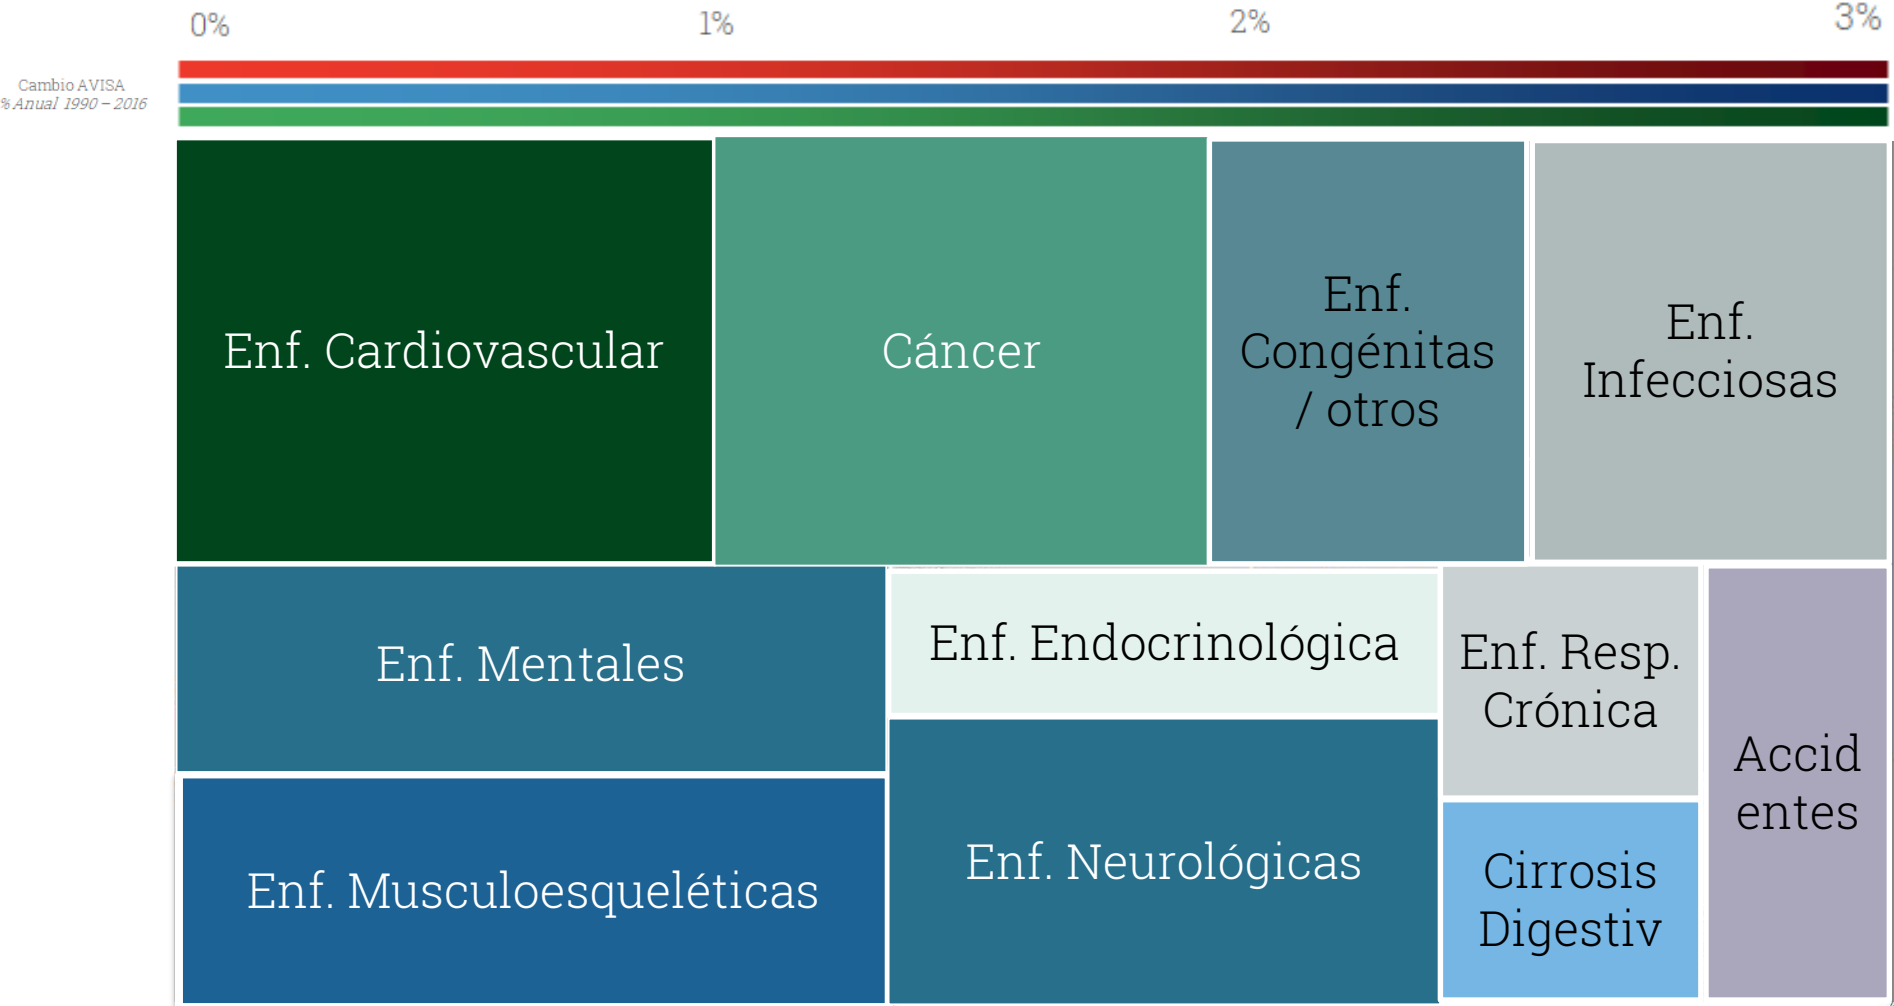 0% 1% 2% 3%
Cambio AVISA
% Anual 1990 – 2016
Enf. Cardiovascular
Cáncer
Enf.
Congénitas
/ otros
Enf.
Infecciosas
Enf. Mentales
Enf. Endocrinológica
Enf. Resp.
Crónica
Accid
entes
Enf. Musculoesqueléticas
Enf. Neurológicas
Cirrosis
Digestiv